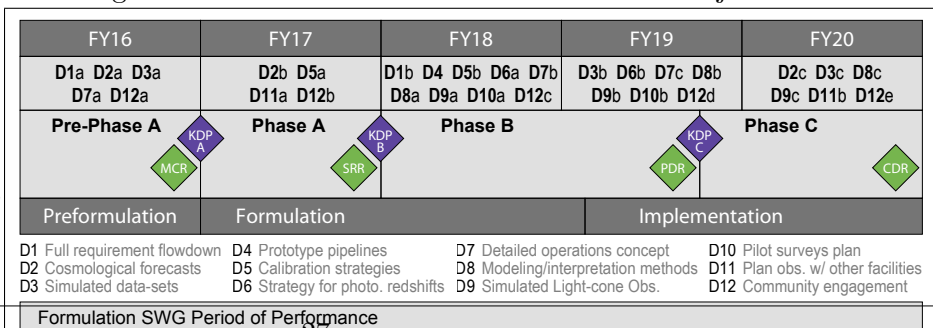 FY16 FY17 FY18 FY19 FY20
D1a D2a D3a D2b D5a D1b D4 D5b D6a D7b D3b D6b D7c D8b D2c D3c D8c
D7a D12a D11a D12b D8a D9a D10a D12c D9b D10b D12d D9c D11b D12e
Pre-Phase A Phase A Phase B Phase C
KDP A KDP B KDP C
MCR SRR PDR CDR
Preformulation Formulation Implementation
D1 Full requirement flowdown D4 Prototype pipelines D7 Detailed operations concept D10 Pilot surveys plan
D2 Cosmological forecasts D5 Calibration strategies D8 Modeling/interpretation methods D11 Plan obs. w/ other facilities
D3 Simulated data-sets D6 Strategy for photo. redshifts D9 Simulated Light-cone Obs. D12 Community engagement
Formulation SWG Period of Performance
27